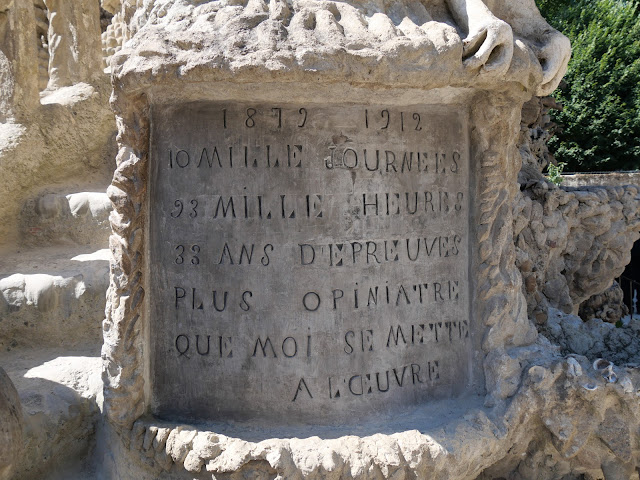 1879 1912
10 MILLE JOURNEES
93 MILLE HEURES
33 ANS D'EPREUVES
PLUS OPINIATRE
QUE MOI SE METTE
A L'ŒUVRE